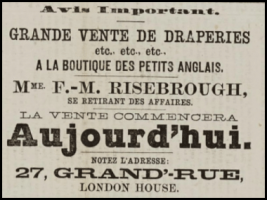 Avis Important.
GRANDE VENTE DE DRAPERIES
etc., etc., etc.,
A LA BOUTIQUE DES PETITS ANGLAIS.
MME. F.-M. RISEBROUGH,
SE RETIRANT DES AFFAIRES.
LA VENTE COMMENCERA
Aujourd'hui.
NOTEZ L'ADRESSE:
27, GRAND'-RUE,
LONDON HOUSE.